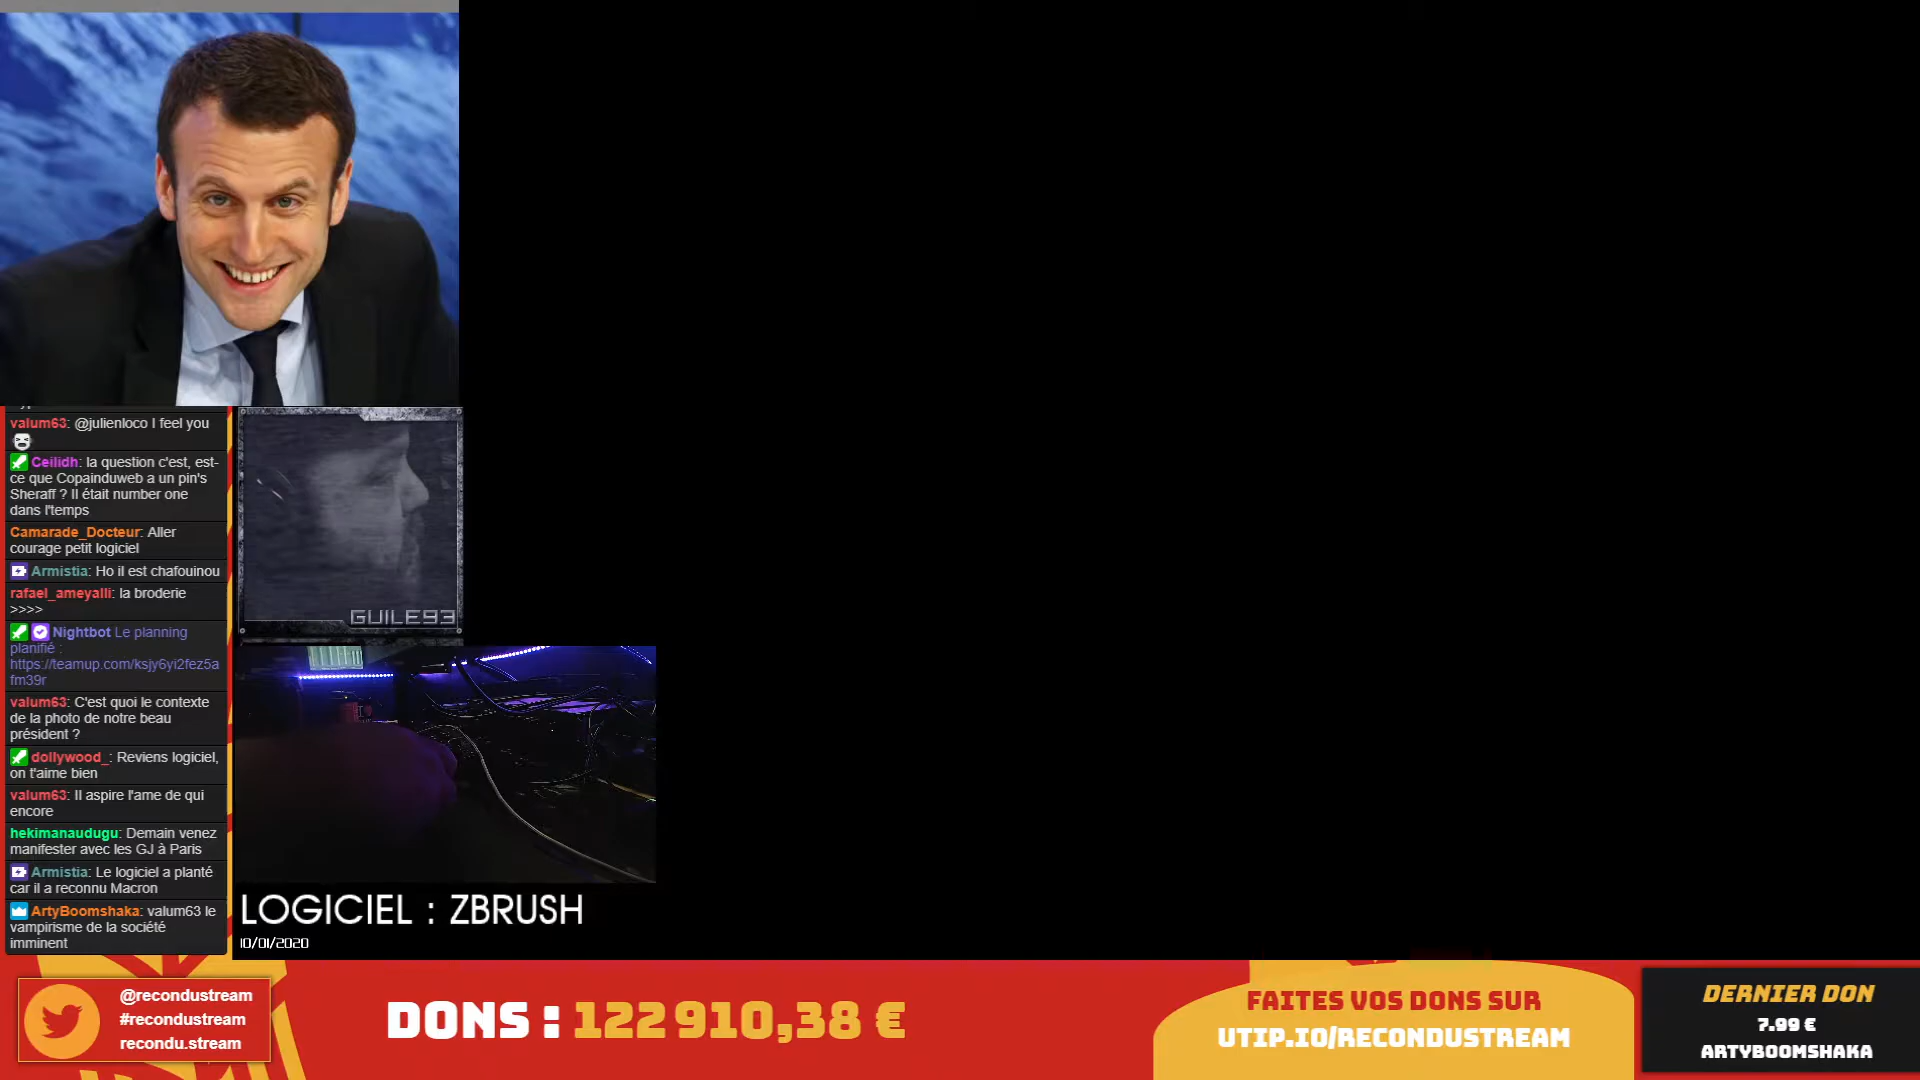 valum63: @julienloco I feel you
Ceilidh: la question c'est, est-
ce que Copainduweb a un pin's
Sheraff ? Il était number one
dans l'temps
Camarade_Docteur: Aller
courage petit logiciel
Armistia: Ho il est chafouinou
rafael_ameyalli: la broderie
>>>>
Nightbot Le planning
planifié :
https://teamup.com/ksjy6yi2fez5a
fm39r
valum63: C'est quoi le contexte
de la photo de notre beau
président ?
dollywood_: Reviens logiciel,
on t'aime bien
valum63: Il aspire l'ame de qui
encore
hekimanaudugu: Demain venez
manifester avec les GJ à Paris
Armistia: Le logiciel a planté
car il a reconnu Macron
ArtyBoomshaka: valum63 le
vampirisme de la société
imminent
GUILE93
LOGICIEL : ZBRUSH
10/01/2020
@recondustream
#recondustream
recondu.stream
DONS : 122 910,38 €
FAITES VOS DONS SUR
UTIP.IO/RECONDUSTREAM
DERNIER DON
7.99 €
ARTYBOOMSHAKA